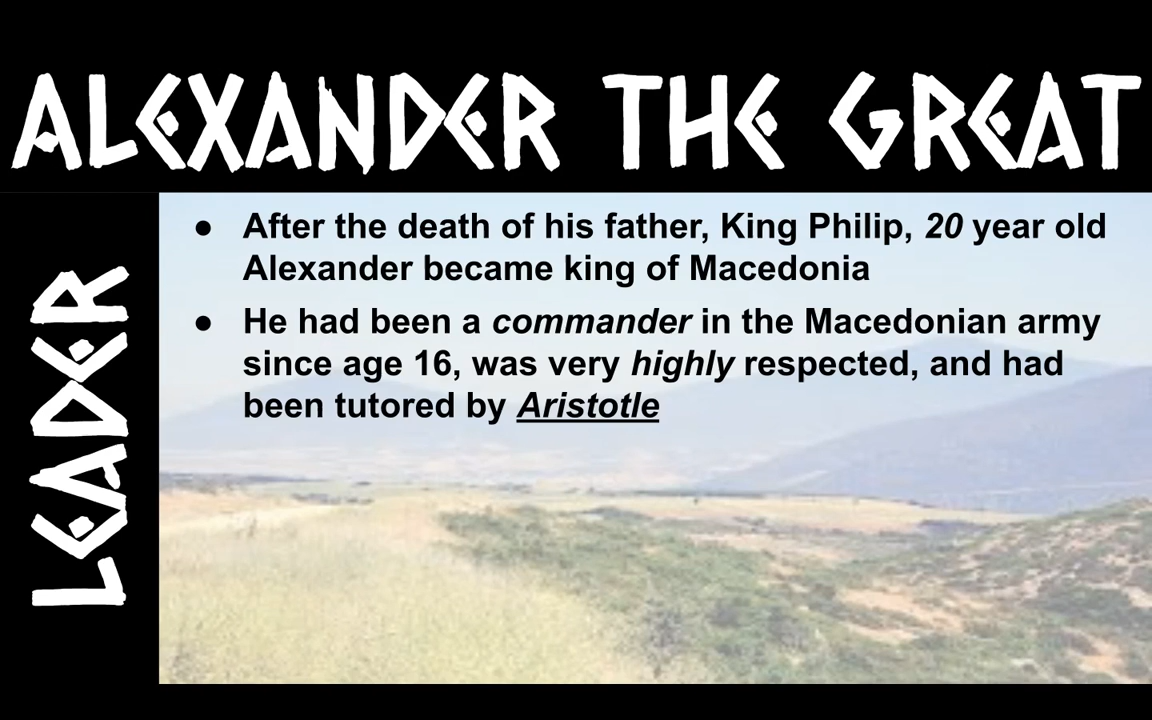 ALEXANDER THE GREAT
LEADER
● After the death of his father, King Philip, 20 year old
Alexander became king of Macedonia
● He had been a commander in the Macedonian army
since age 16, was very highly respected, and had
been tutored by Aristotle